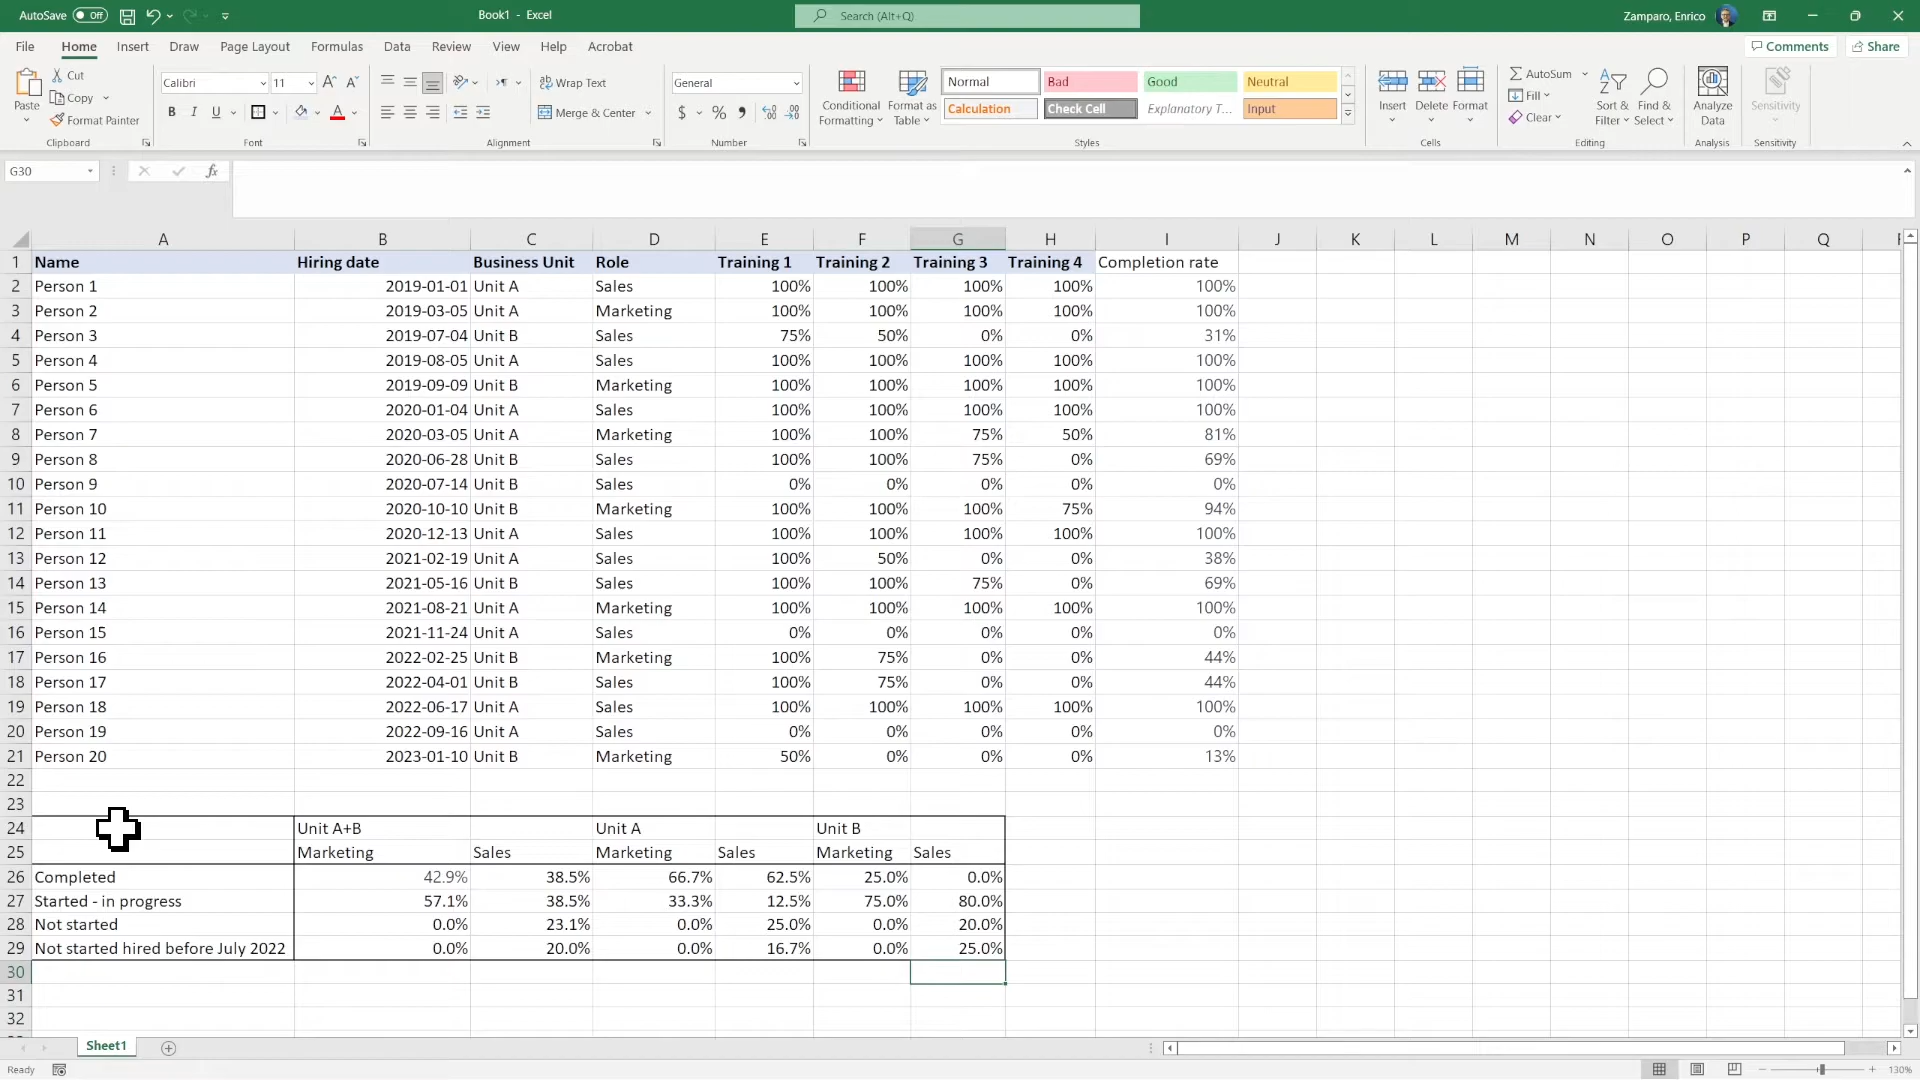 AutoSave Off Book1 - Excel Search (Alt+Q) Zamparo, Enrico
File Home Insert Draw Page Layout Formulas Data Review View Help Acrobat Comments Share
Paste Cut Copy Format Painter Clipboard
Calibri 11 B I U A Font
Wrap Text Merge & Center Alignment
General $ % Number
Conditional Formatting Format as Table
Normal Bad Good Neutral
Calculation Check Cell Explanatory T... Input
Styles
Insert Delete Format Cells
AutoSum Fill Clear Sort & Filter Find & Select Editing
Analyze Data Analysis
Sensitivity Sensitivity
G30 fx
A B C D E F G H I J K L M N O P Q
1 Name Hiring date Business Unit Role Training 1 Training 2 Training 3 Training 4 Completion rate
2 Person 1 2019-01-01 Unit A Sales 100% 100% 100% 100% 100%
3 Person 2 2019-03-05 Unit A Marketing 100% 100% 100% 100% 100%
4 Person 3 2019-07-04 Unit B Sales 75% 50% 0% 0% 31%
5 Person 4 2019-08-05 Unit A Sales 100% 100% 100% 100% 100%
6 Person 5 2019-09-09 Unit B Marketing 100% 100% 100% 100% 100%
7 Person 6 2020-01-04 Unit A Sales 100% 100% 100% 100% 100%
8 Person 7 2020-03-05 Unit A Marketing 100% 100% 75% 50% 81%
9 Person 8 2020-06-28 Unit B Sales 100% 100% 75% 0% 69%
10 Person 9 2020-07-14 Unit B Sales 0% 0% 0% 0% 0%
11 Person 10 2020-10-10 Unit B Marketing 100% 100% 100% 75% 94%
12 Person 11 2020-12-13 Unit A Sales 100% 100% 100% 100% 100%
13 Person 12 2021-02-19 Unit A Sales 100% 50% 0% 0% 38%
14 Person 13 2021-05-16 Unit B Sales 100% 100% 75% 0% 69%
15 Person 14 2021-08-21 Unit A Marketing 100% 100% 100% 100% 100%
16 Person 15 2021-11-24 Unit A Sales 0% 0% 0% 0% 0%
17 Person 16 2022-02-25 Unit B Marketing 100% 75% 0% 0% 44%
18 Person 17 2022-04-01 Unit B Sales 100% 75% 0% 0% 44%
19 Person 18 2022-06-17 Unit A Sales 100% 100% 100% 100% 100%
20 Person 19 2022-09-16 Unit A Sales 0% 0% 0% 0% 0%
21 Person 20 2023-01-10 Unit B Marketing 50% 0% 0% 0% 13%
22
23
24 Unit A+B Unit A Unit B
25 Marketing Sales Marketing Sales Marketing Sales
26 Completed 42.9% 38.5% 66.7% 62.5% 25.0% 0.0%
27 Started - in progress 57.1% 38.5% 33.3% 12.5% 75.0% 80.0%
28 Not started 0.0% 23.1% 0.0% 25.0% 0.0% 20.0%
29 Not started hired before July 2022 0.0% 20.0% 0.0% 16.7% 0.0% 25.0%
30
31
32
Sheet1
Ready 130%